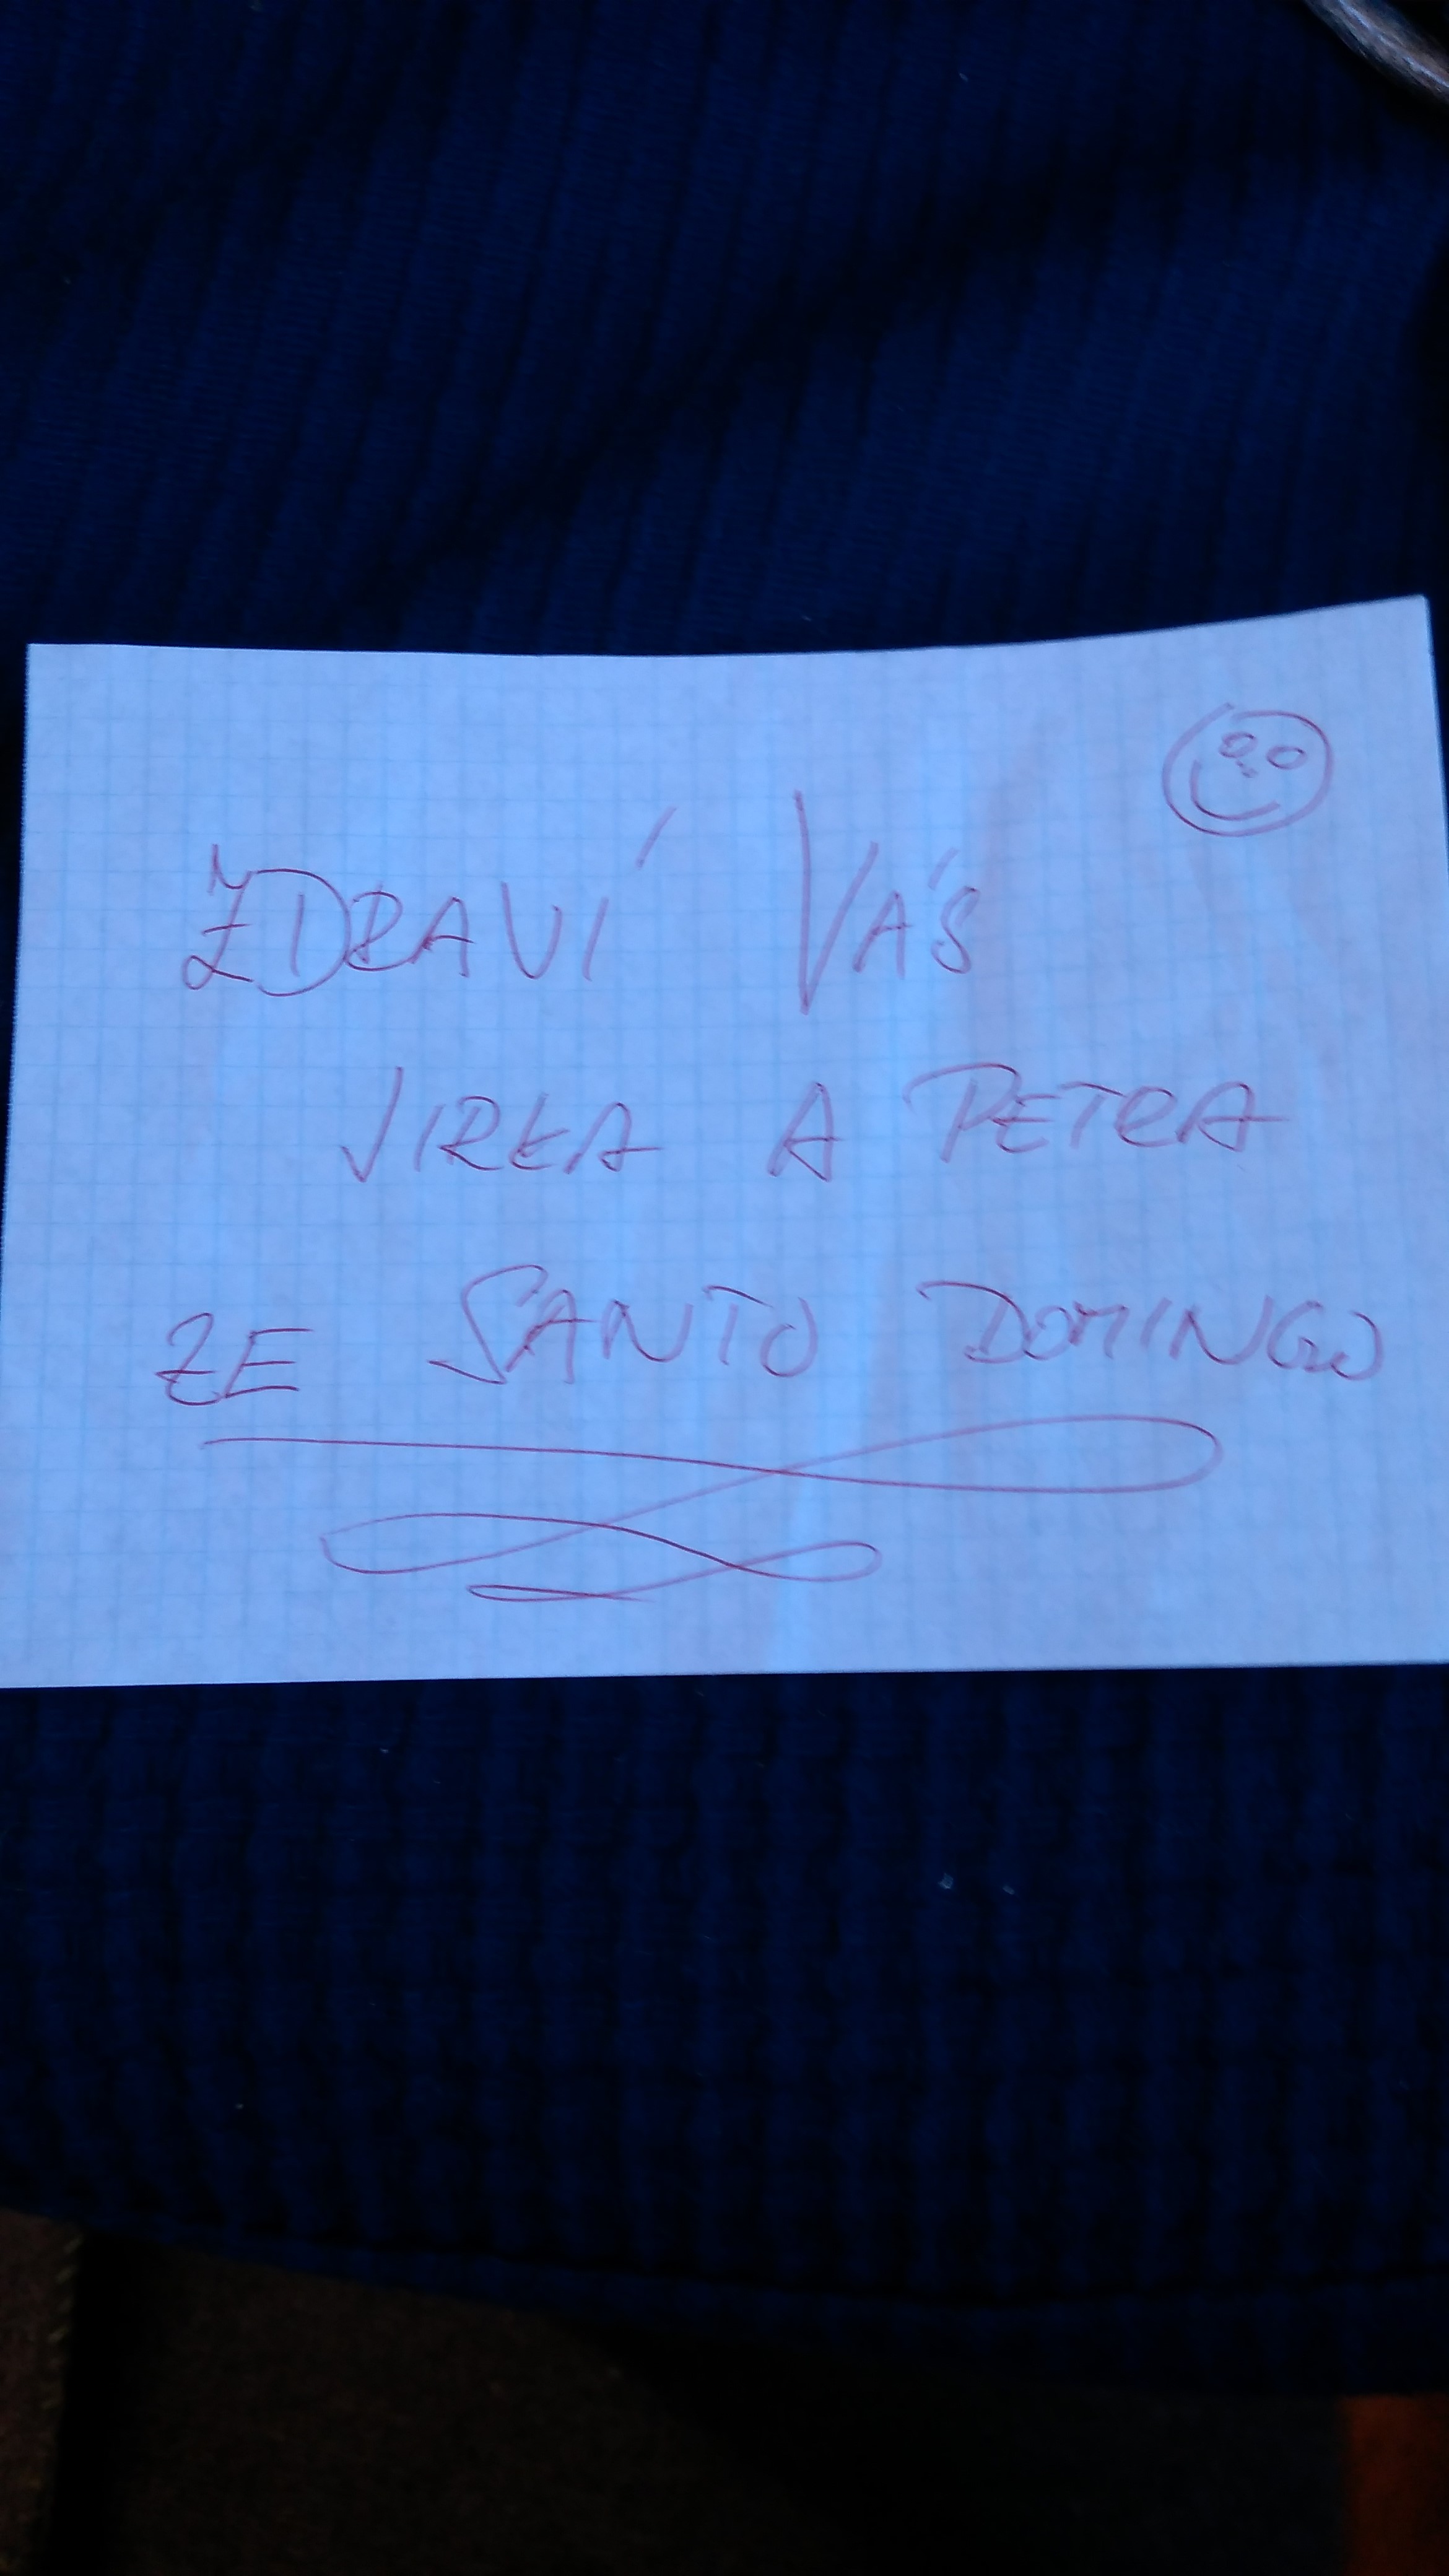 ZDRAVÍ VÁS
JIRKA A PETRA
ZE SANTO DOMINGO